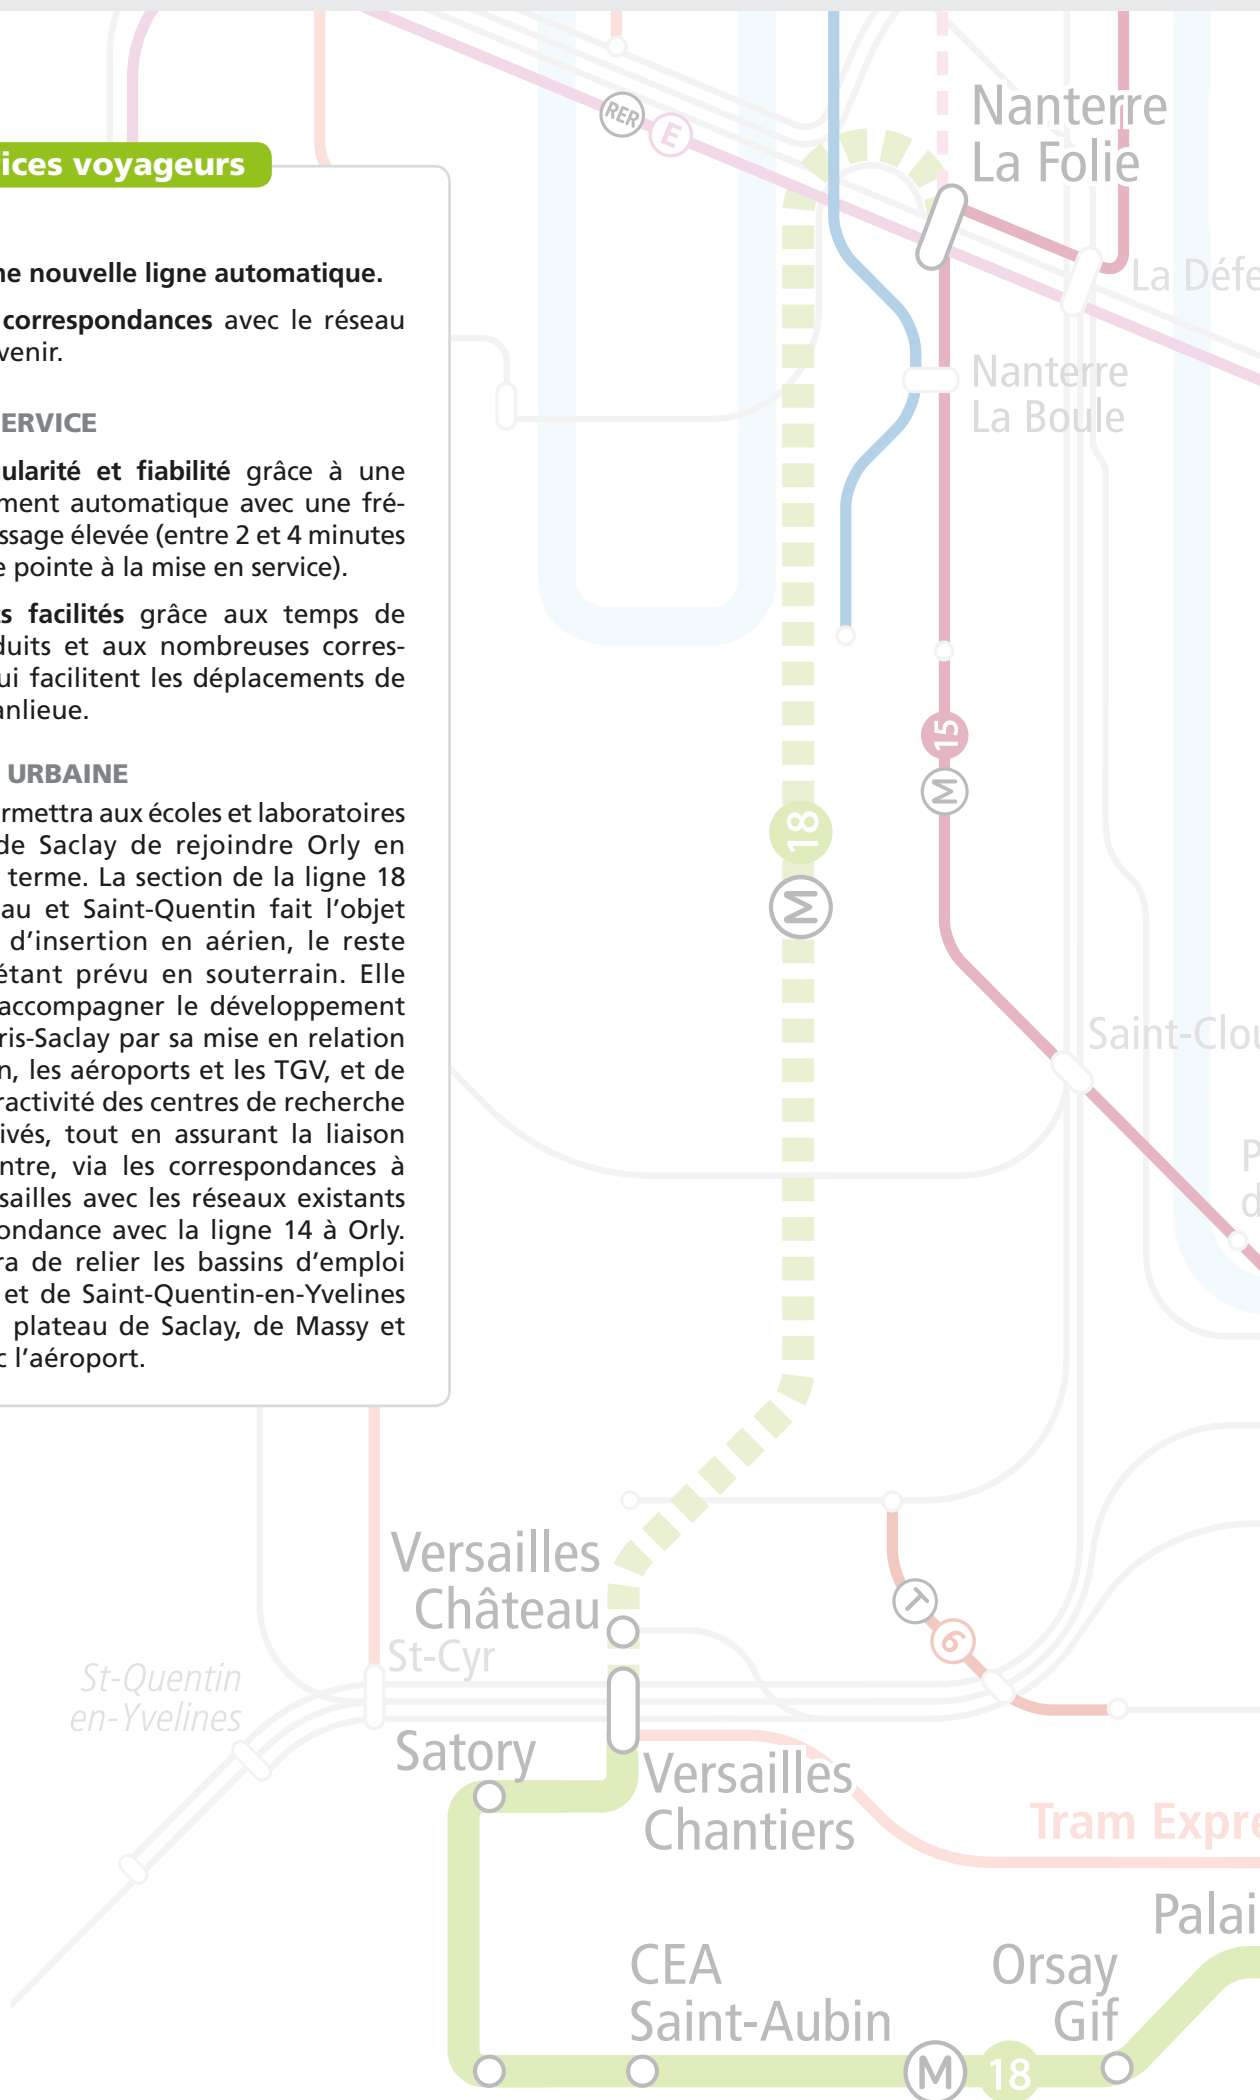 ices voyageurs
ne nouvelle ligne automatique.
correspondances avec le réseau
venir.
ERVICE
ularité et fiabilité grâce à une
ment automatique avec une fré-
ssage élevée (entre 2 et 4 minutes
e pointe à la mise en service).
ts facilités grâce aux temps de
duits et aux nombreuses corres-
ui facilitent les déplacements de
anlieue.
URBAINE
rmettra aux écoles et laboratoires
de Saclay de rejoindre Orly en
terme. La section de la ligne 18
au et Saint-Quentin fait l'objet
d'insertion en aérien, le reste
étant prévu en souterrain. Elle
accompagner le développement
ris-Saclay par sa mise en relation
n, les aéroports et les TGV, et de
ractivité des centres de recherche
ivés, tout en assurant la liaison
entre, via les correspondances à
sailles avec les réseaux existants
ondance avec la ligne 14 à Orly.
ra de relier les bassins d'emploi
et de Saint-Quentin-en-Yvelines
plateau de Saclay, de Massy et
c l'aéroport.
RER E
Nanterre
La Folie
La Défe
Nanterre
La Boule
15
M
18
M
Saint-Clou
P
d
Versailles
Château
St-Cyr
T 6
St-Quentin
en-Yvelines
Satory
Versailles
Chantiers
Tram Expre
Palai
CEA
Saint-Aubin
Orsay
Gif
M 18